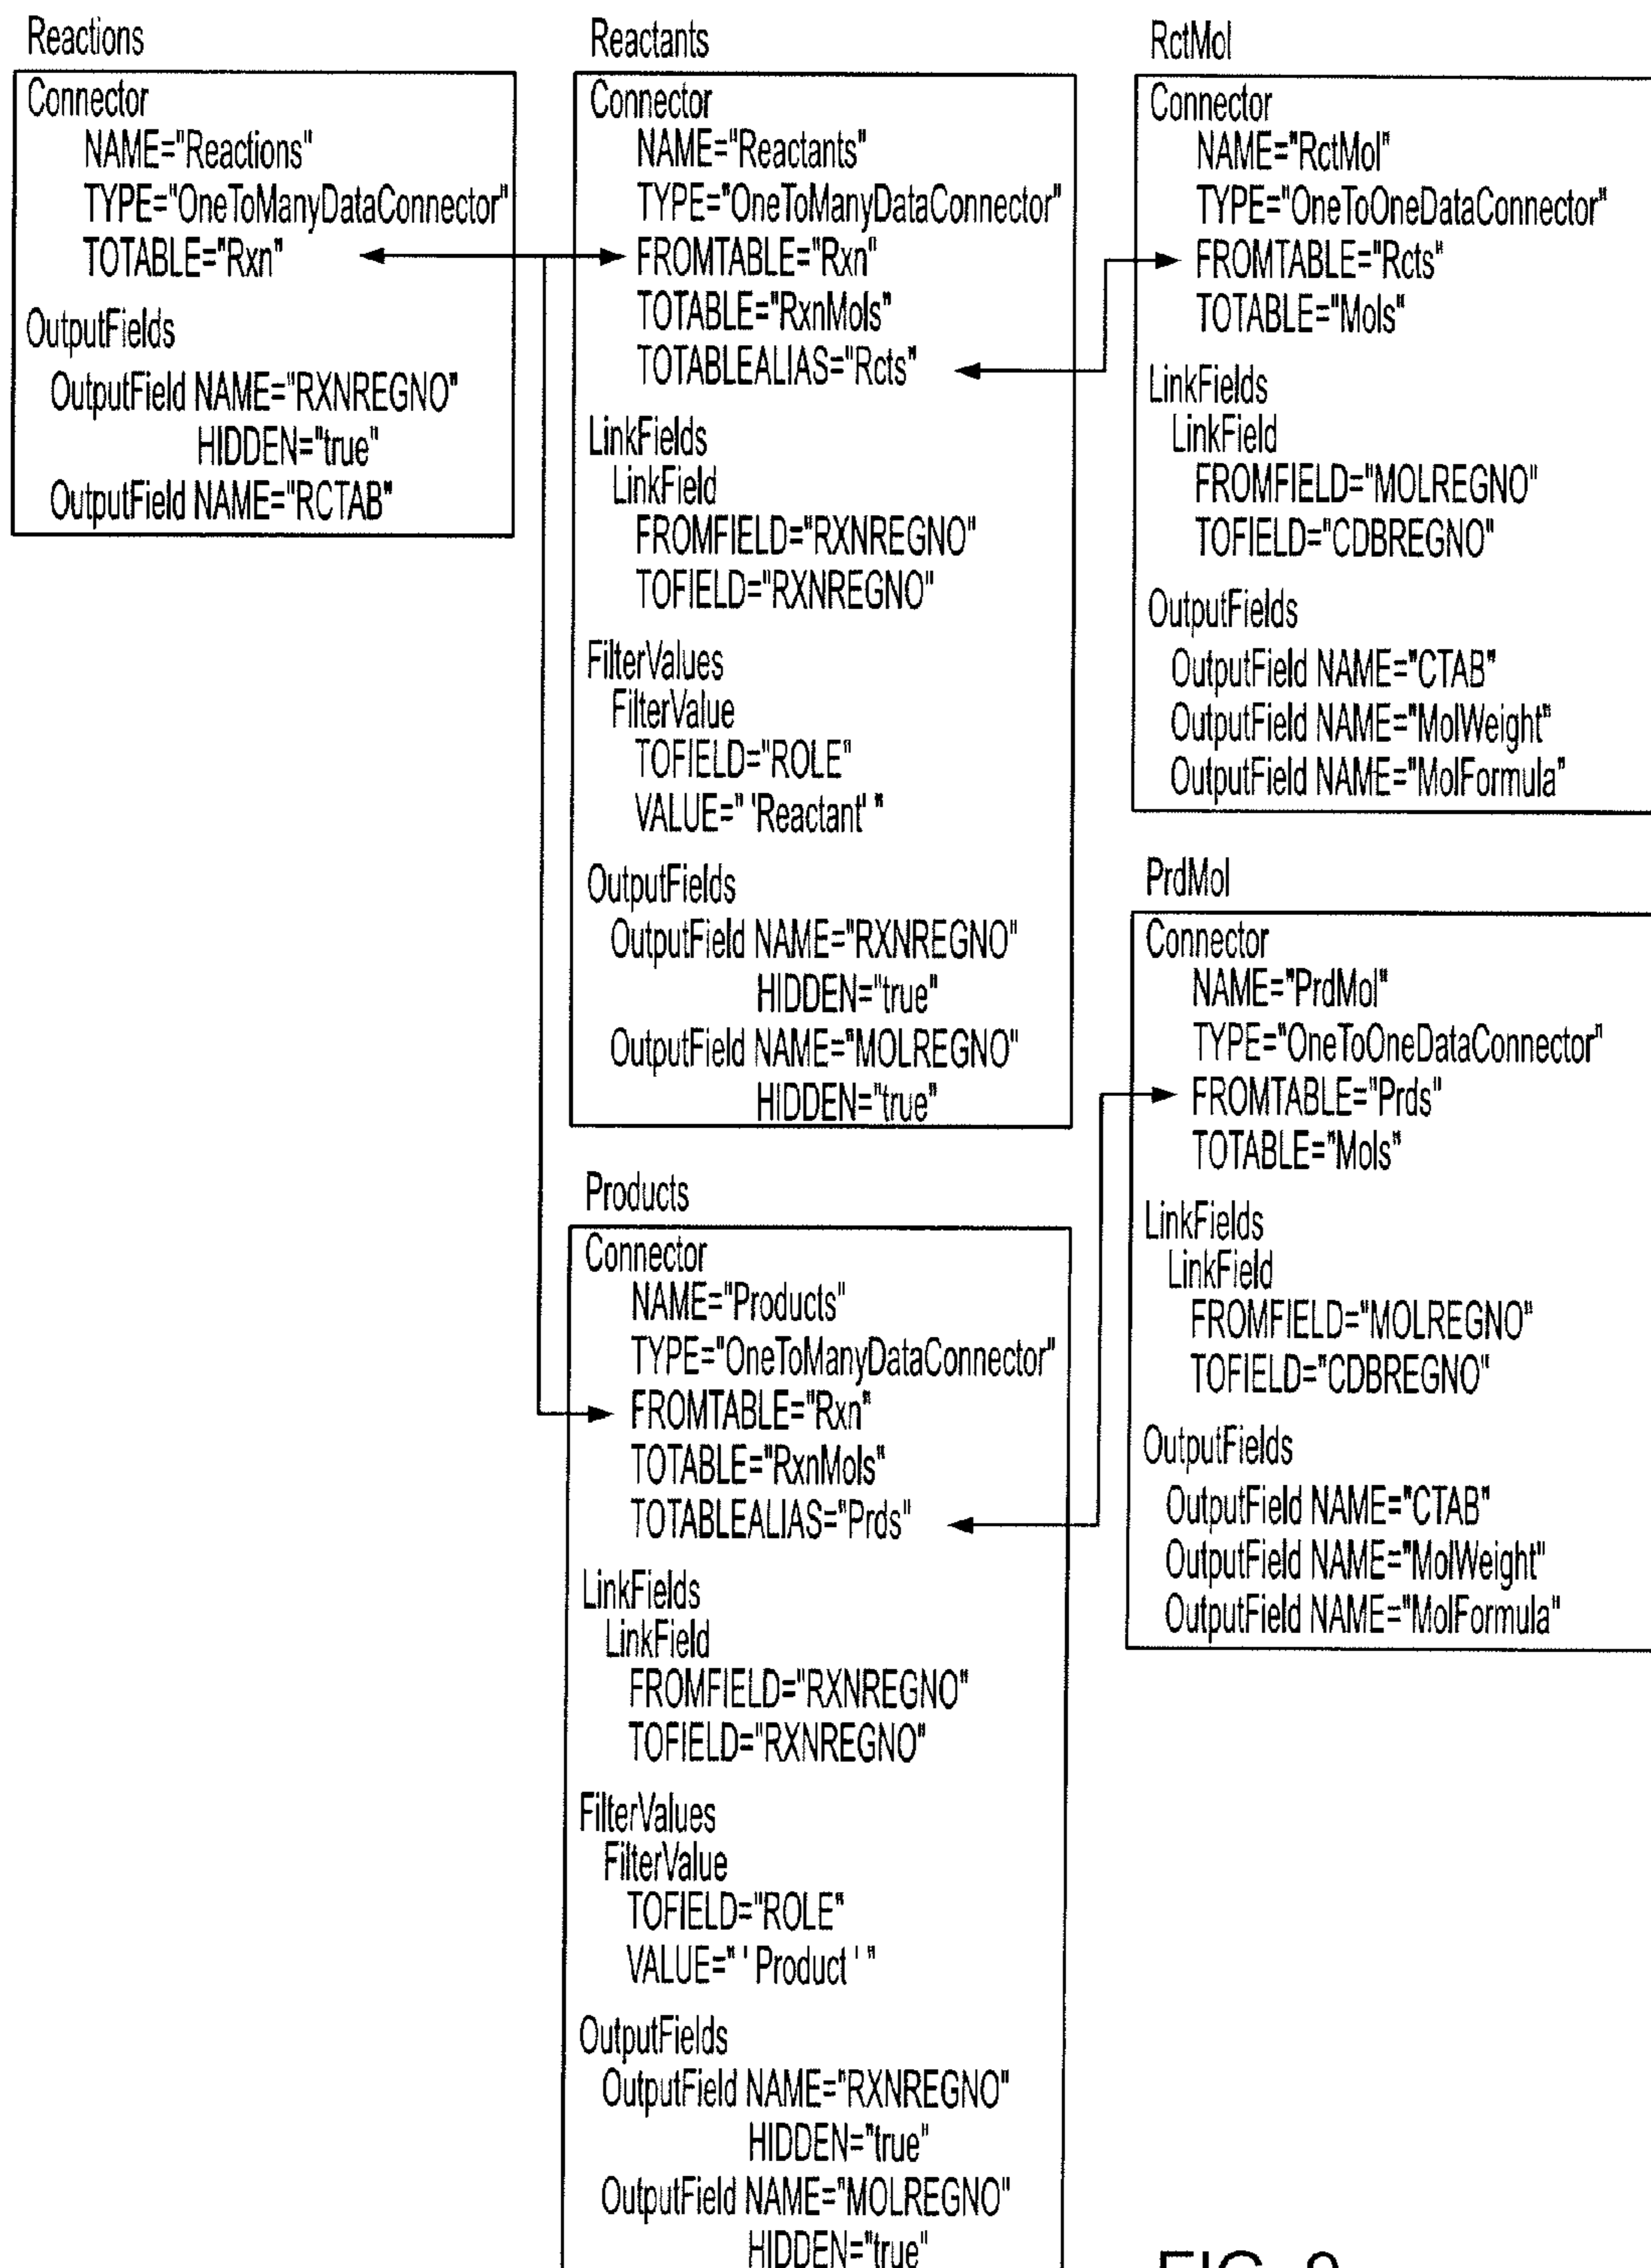 Reactions
Connector
NAME="Reactions"
TYPE="OneToManyDataConnector"
TOTABLE="Rxn"
OutputFields
OutputField NAME="RXNREGNO"
HIDDEN="true"
OutputField NAME="RCTAB"
Reactants
Connector
NAME="Reactants"
TYPE="OneToManyDataConnector"
FROMTABLE="Rxn"
TOTABLE="RxnMols"
TOTABLEALIAS="Rcts"
LinkFields
LinkField
FROMFIELD="RXNREGNO"
TOFIELD="RXNREGNO"
FilterValues
FilterValue
TOFIELD="ROLE"
VALUE=" 'Reactant' "
OutputFields
OutputField NAME="RXNREGNO"
HIDDEN="true"
OutputField NAME="MOLREGNO"
HIDDEN="true"
Products
Connector
NAME="Products"
TYPE="OneToManyDataConnector"
FROMTABLE="Rxn"
TOTABLE="RxnMols"
TOTABLEALIAS="Prds"
LinkFields
LinkField
FROMFIELD="RXNREGNO"
TOFIELD="RXNREGNO"
FilterValues
FilterValue
TOFIELD="ROLE"
VALUE=" ' Product ' "
OutputFields
OutputField NAME="RXNREGNO"
HIDDEN="true"
OutputField NAME="MOLREGNO"
HIDDEN="true"
RctMol
Connector
NAME="RctMol"
TYPE="OneToOneDataConnector"
FROMTABLE="Rcts"
TOTABLE="Mols"
LinkFields
LinkField
FROMFIELD="MOLREGNO"
TOFIELD="CDBREGNO"
OutputFields
OutputField NAME="CTAB"
OutputField NAME="MolWeight"
OutputField NAME="MolFormula"
PrdMol
Connector
NAME="PrdMol"
TYPE="OneToOneDataConnector"
FROMTABLE="Prds"
TOTABLE="Mols"
LinkFields
LinkField
FROMFIELD="MOLREGNO"
TOFIELD="CDBREGNO"
OutputFields
OutputField NAME="CTAB"
OutputField NAME="MolWeight"
OutputField NAME="MolFormula"
FIG.